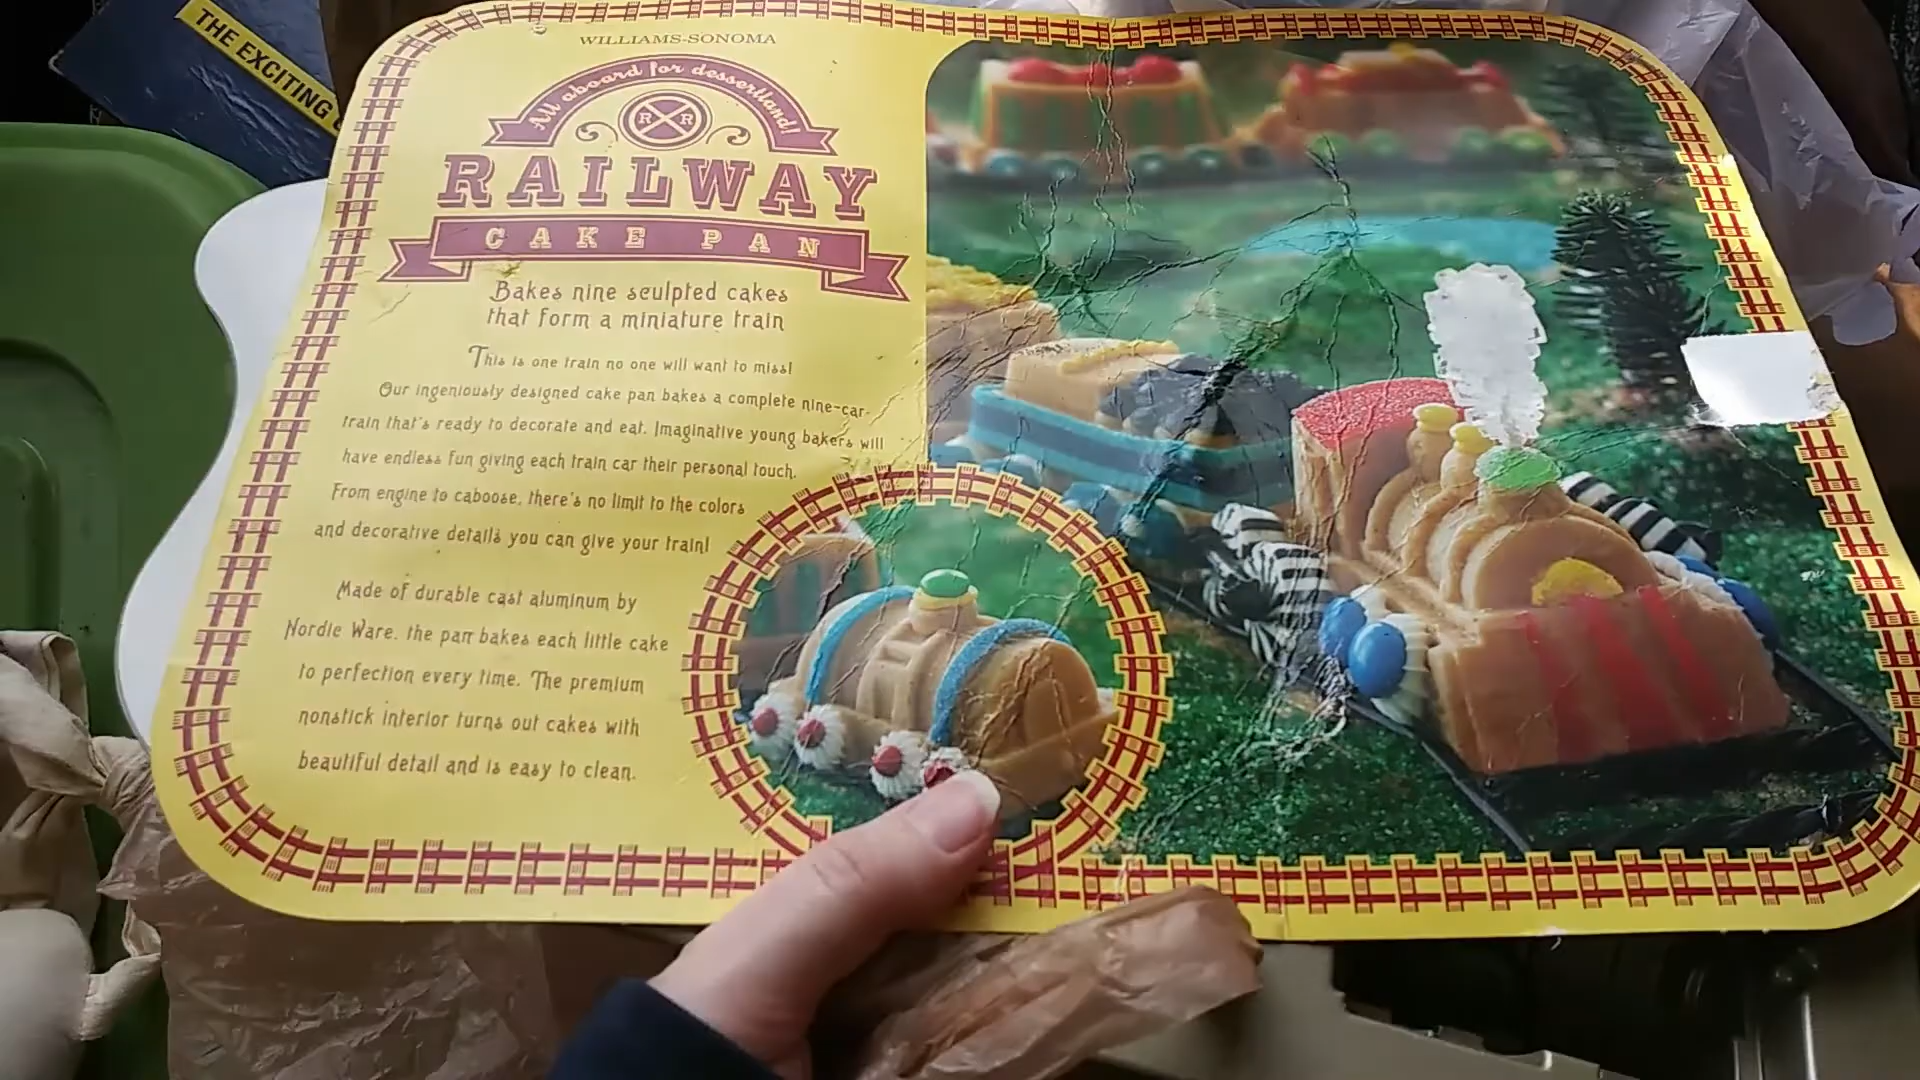 THE EXCITING
WILLIAMS-SONOMA
All aboard for dessertland!
R R
RAILWAY
CAKE PAN
Bakes nine sculpted cakes
that form a miniature train
This is one train no one will want to miss!
Our ingeniously designed cake pan bakes a complete nine-car-
train that's ready to decorate and eat. Imaginative young bakers will
have endless fun giving each train car their personal touch.
From engine to caboose, there's no limit to the colors
and decorative details you can give your train!
Made of durable cast aluminum by
Nordic Ware, the pan bakes each little cake
to perfection every time. The premium
nonstick interior turns out cakes with
beautiful detail and is easy to clean.